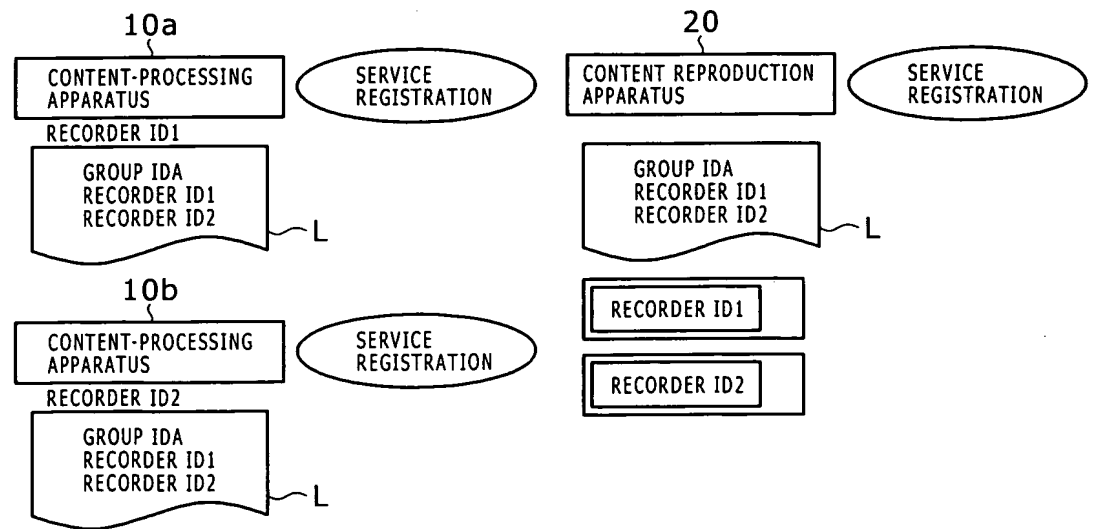 10a
CONTENT-PROCESSING
APPARATUS
SERVICE
REGISTRATION
RECORDER ID1
GROUP IDA
RECORDER ID1
RECORDER ID2
L
10b
CONTENT-PROCESSING
APPARATUS
SERVICE
REGISTRATION
RECORDER ID2
GROUP IDA
RECORDER ID1
RECORDER ID2
L
20
CONTENT REPRODUCTION
APPARATUS
SERVICE
REGISTRATION
GROUP IDA
RECORDER ID1
RECORDER ID2
L
RECORDER ID1
RECORDER ID2